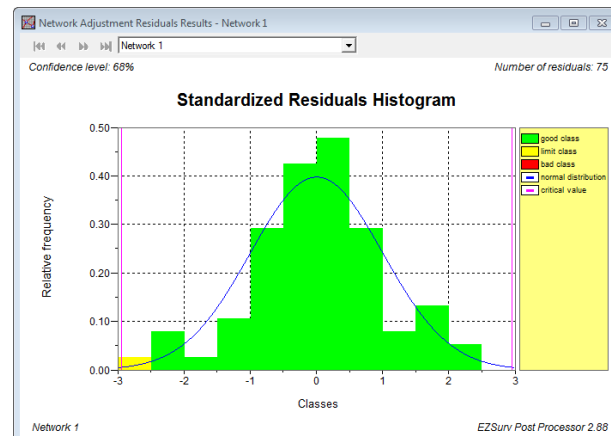 Network Adjustment Residuals Results - Network 1
Network 1
Confidence level: 68%
Number of residuals: 75
Standardized Residuals Histogram
0.50
0.40
0.30
0.20
0.10
0.00
Relative frequency
-3
-2
-1
0
1
2
3
Classes
good class
limit class
bad class
normal distribution
critical value
Network 1
EZSurv Post Processor 2.88